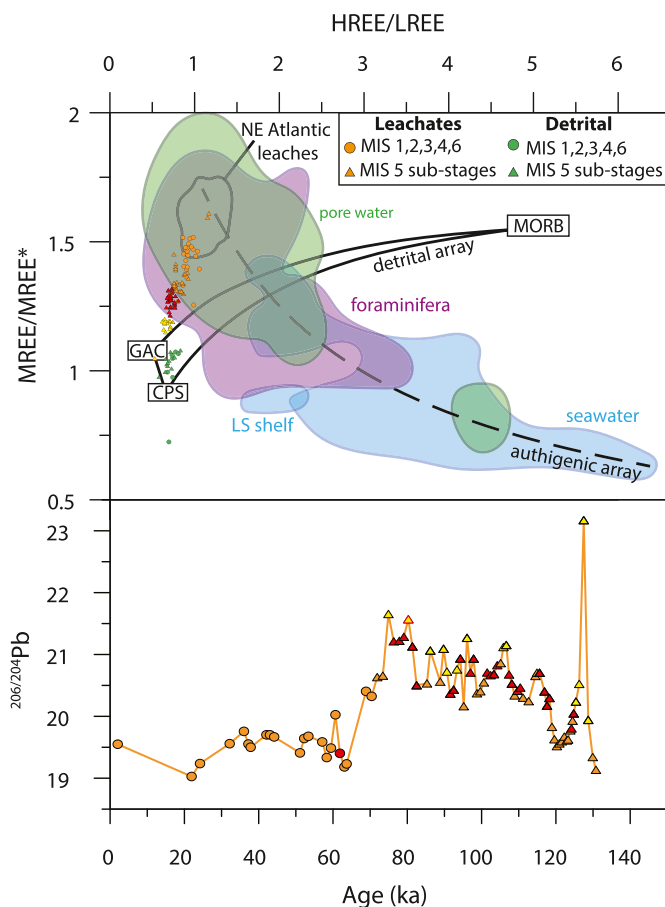 HREE/LREE
0 1 2 3 4 5 6
2
1.5
1
0.5
MREE/MREE*
NE Atlantic
leaches
Leachates Detrital
MIS 1,2,3,4,6 MIS 1,2,3,4,6
MIS 5 sub-stages MIS 5 sub-stages
pore water
MORB
detrital array
foraminifera
GAC
CPS
LS shelf
seawater
authigenic array
23
22
21
20
19
206/204Pb
0 20 40 60 80 100 120 140
Age (ka)